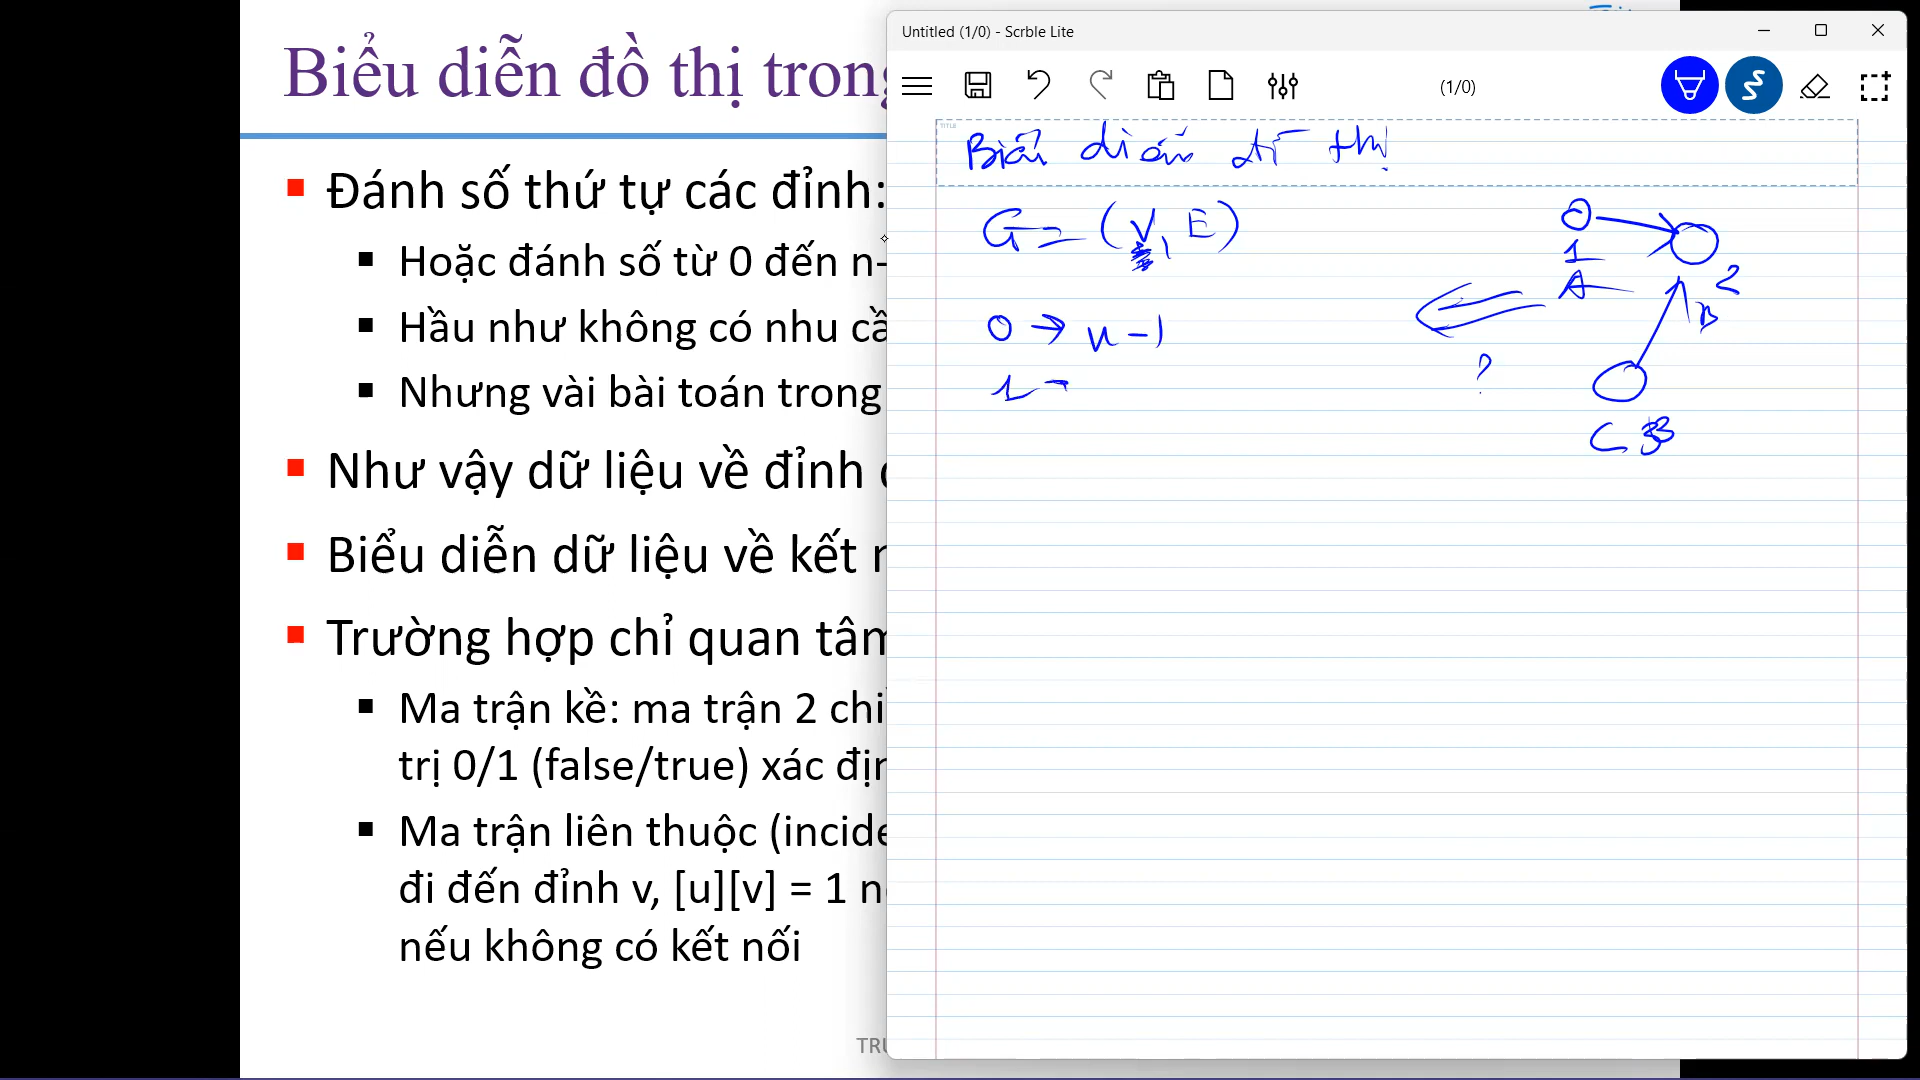 Biểu diễn đồ thị trong
Đánh số thứ tự các đỉnh:
Hoặc đánh số từ 0 đến n-
Hầu như không có nhu cầ
Nhưng vài bài toán trong
Như vậy dữ liệu về đỉnh
Biểu diễn dữ liệu về kết
Trường hợp chỉ quan tâm
Ma trận kề: ma trận 2 chi
trị 0/1 (false/true) xác địn
Ma trận liên thuộc (incide
đi đến đỉnh v, [u][v] = 1 n
nếu không có kết nối
TRU
Untitled (1/0) - Scrble Lite
(1/0)
TITLE
Biểu diễn đồ thị
G = (V, E)
0 → n - 1
1 -
1
A
2
B
?
C 3